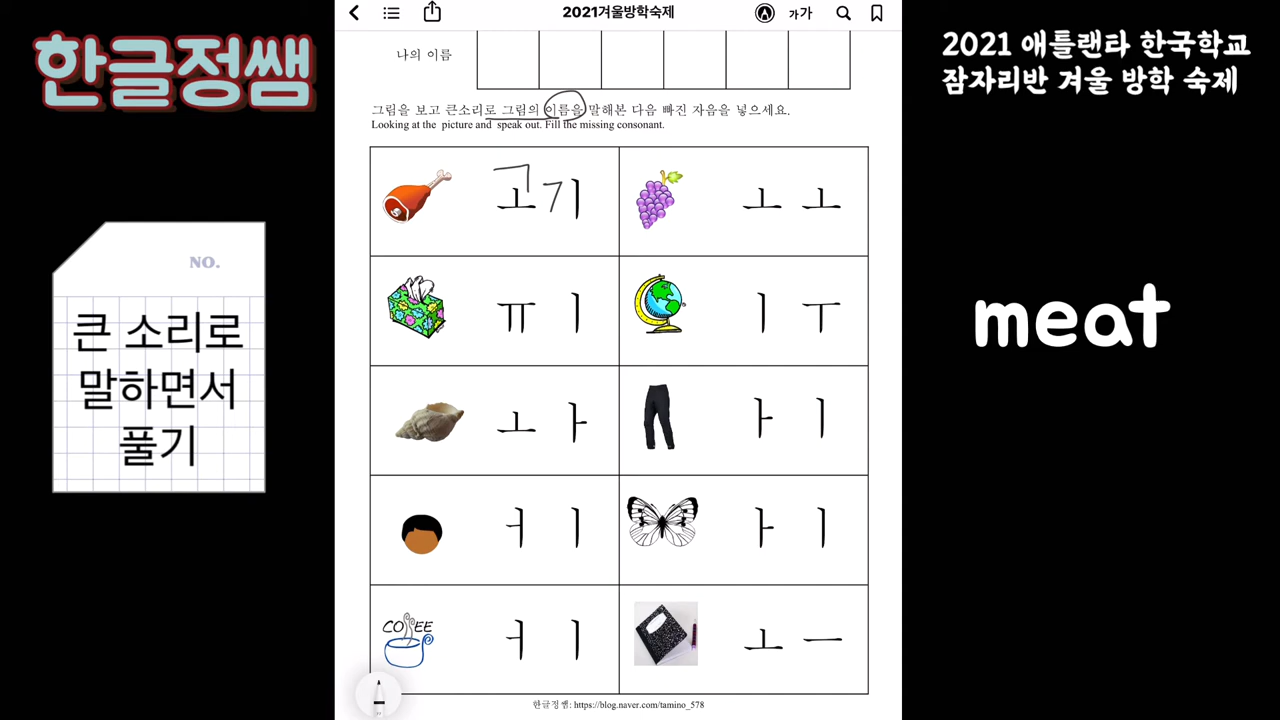 한글정쌤
NO.
큰 소리로
말하면서
풀기
2021겨울방학숙제
가가
나의 이름
그림을 보고 큰소리로 그림의 이름을 말해본 다음 빠진 자음을 넣으세요.
Looking at the picture and speak out. Fill the missing consonant.
고기
ㅗ ㅗ
ㅠ ㅣ
ㅣ ㅜ
ㅗ ㅏ
ㅏ ㅣ
ㅓ ㅣ
ㅏ ㅣ
COFFEE
ㅓ ㅣ
ㅗ ㅡ
한글정쌤: https://blog.naver.com/tamino_578
2021 애틀랜타 한국학교
잠자리반 겨울 방학 숙제
meat